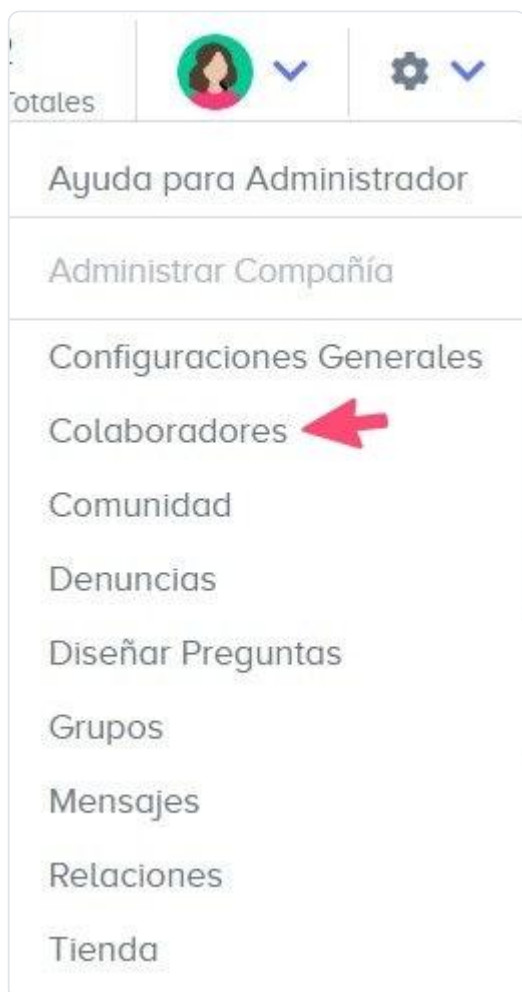 Totales
Ayuda para Administrador
Administrar Compañía
Configuraciones Generales
Colaboradores
Comunidad
Denuncias
Diseñar Preguntas
Grupos
Mensajes
Relaciones
Tienda